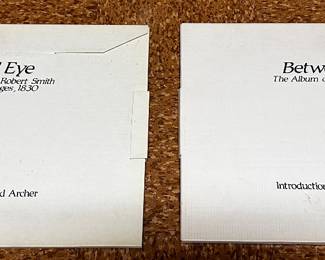 Eye
Robert Smith
ges, 1830
d Archer
Betw
The Album o
Introduction